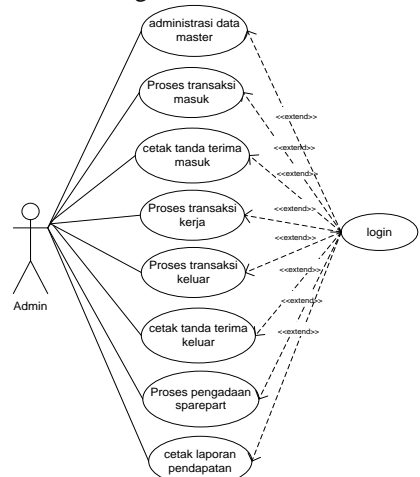 administrasi data
master
Proses transaksi
masuk
<<extend>>
<<extend>>
cetak tanda terima
masuk
<<extend>>
Proses transaksi
kerja
<<extend>>
login
<<extend>>
Proses transaksi
keluar
<<extend>>
Admin
<<extend>>
cetak tanda terima
keluar
<<extend>>
Proses pengadaan
sparepart
cetak laporan
pendapatan